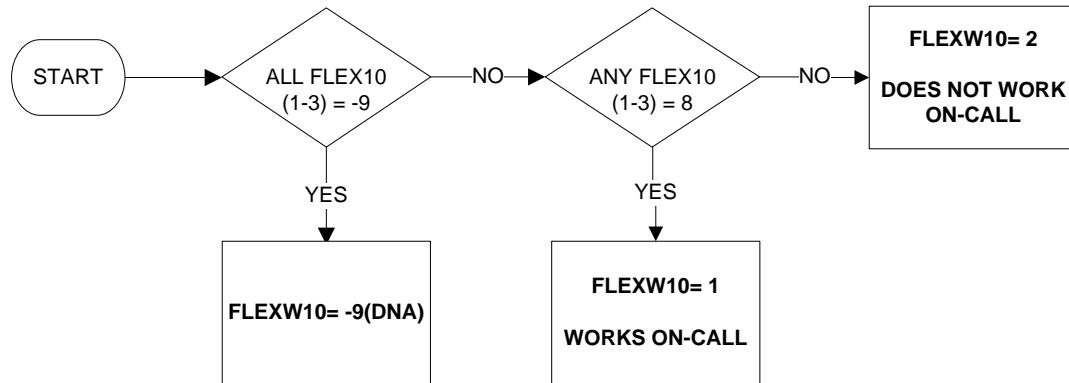 START
ALL FLEX10
(1-3) = -9
NO
ANY FLEX10
(1-3) = 8
NO
FLEXW10= 2
DOES NOT WORK
ON-CALL
YES
YES
FLEXW10= -9(DNA)
FLEXW10= 1
WORKS ON-CALL